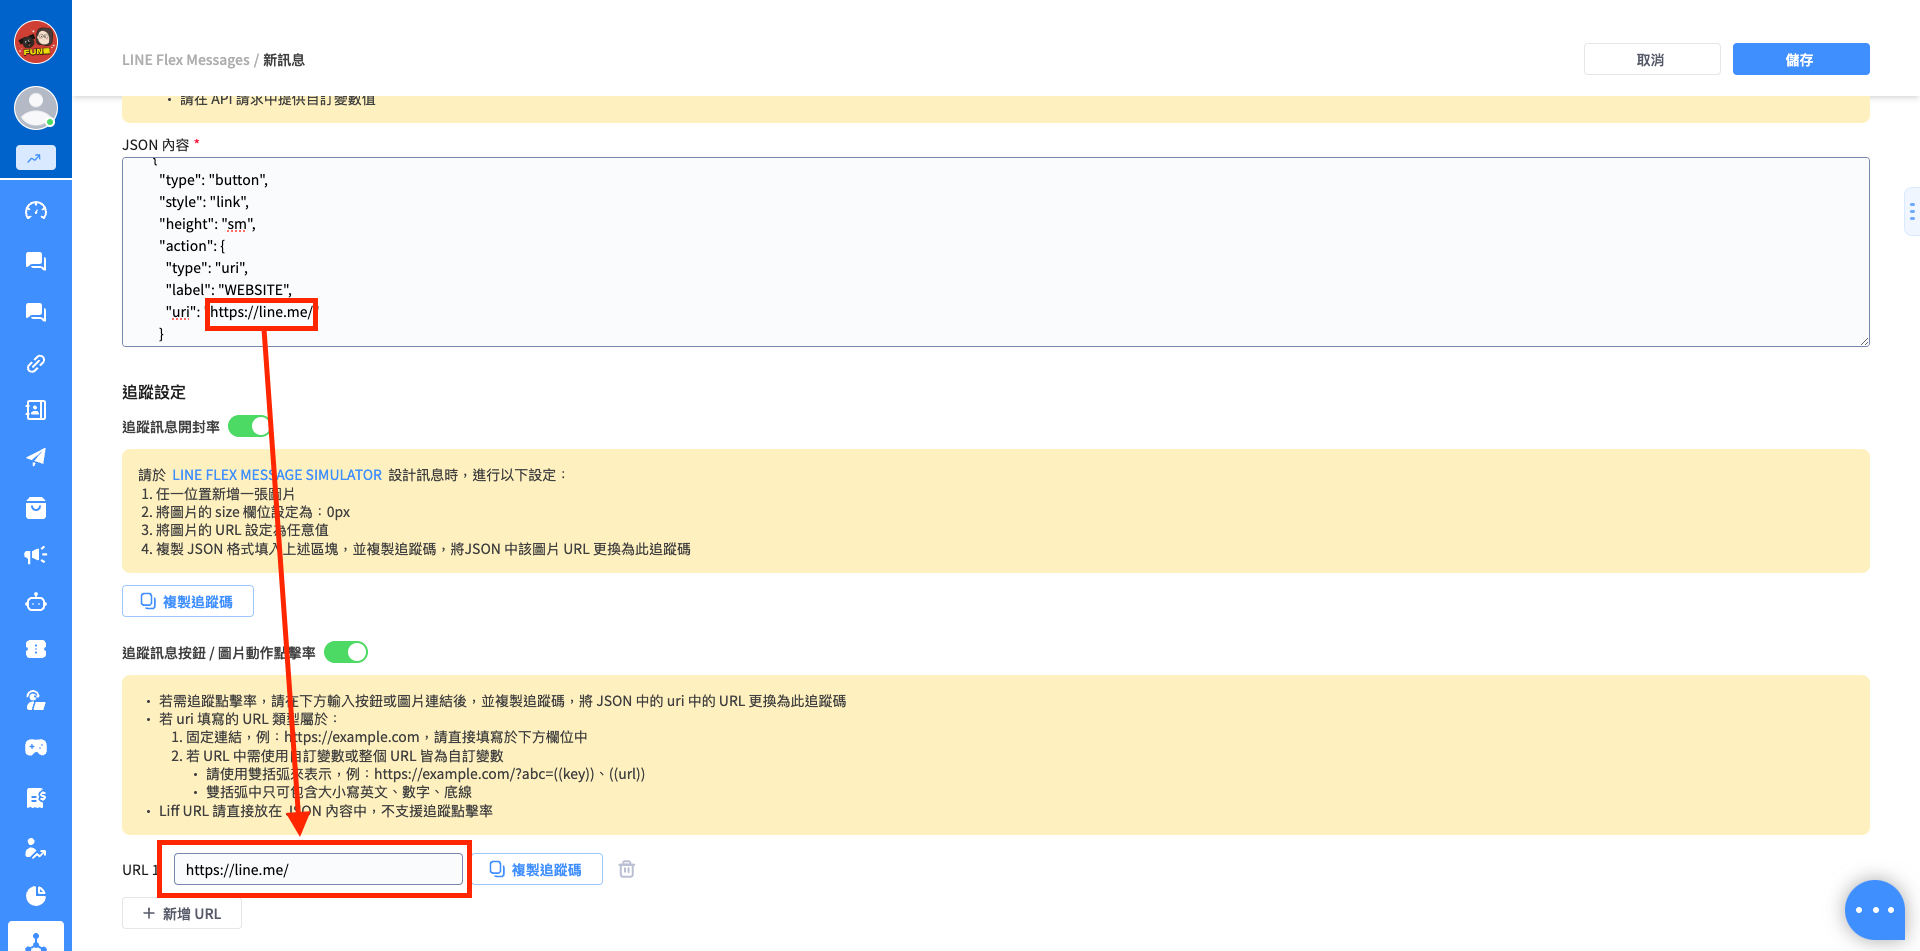 FUN
LINE Flex Messages / 新訊息
取消
儲存
• 請在 API 請求中提供自訂變數值
JSON 內容 *
{
"type": "button",
"style": "link",
"height": "sm",
"action": {
"type": "uri",
"label": "WEBSITE",
"uri": "https://line.me/"
}
追蹤設定
追蹤訊息開封率
請於 LINE FLEX MESSAGE SIMULATOR 設計訊息時，進行以下設定：
1. 任一位置新增一張圖片
2. 將圖片的 size 欄位設定為：0px
3. 將圖片的 URL 設定為任意值
4. 複製 JSON 格式填入上述區塊，並複製追蹤碼，將JSON 中該圖片 URL 更換為此追蹤碼
複製追蹤碼
追蹤訊息按鈕 / 圖片動作點擊率
• 若需追蹤點擊率，請在下方輸入按鈕或圖片連結後，並複製追蹤碼，將 JSON 中的 uri 中的 URL 更換為此追蹤碼
• 若 uri 填寫的 URL 類型屬於：
1. 固定連結，例：https://example.com，請直接填寫於下方欄位中
2. 若 URL 中需使用自訂變數或整個 URL 皆為自訂變數
• 請使用雙括弧來表示，例：https://example.com/?abc=((key))、((url))
• 雙括弧中只可包含大小寫英文、數字、底線
• Liff URL 請直接放在 JSON 內容中，不支援追蹤點擊率
URL 1
https://line.me/
複製追蹤碼
+ 新增 URL